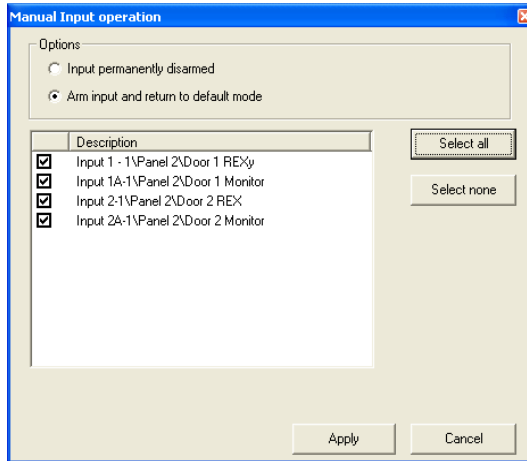 Manual Input operation
Options
Input permanently disarmed
Arm input and return to default mode
Description
Input 1 - 1\Panel 2\Door 1 REXy
Input 1A-1\Panel 2\Door 1 Monitor
Input 2-1\Panel 2\Door 2 REX
Input 2A-1\Panel 2\Door 2 Monitor
Select all
Select none
Apply
Cancel